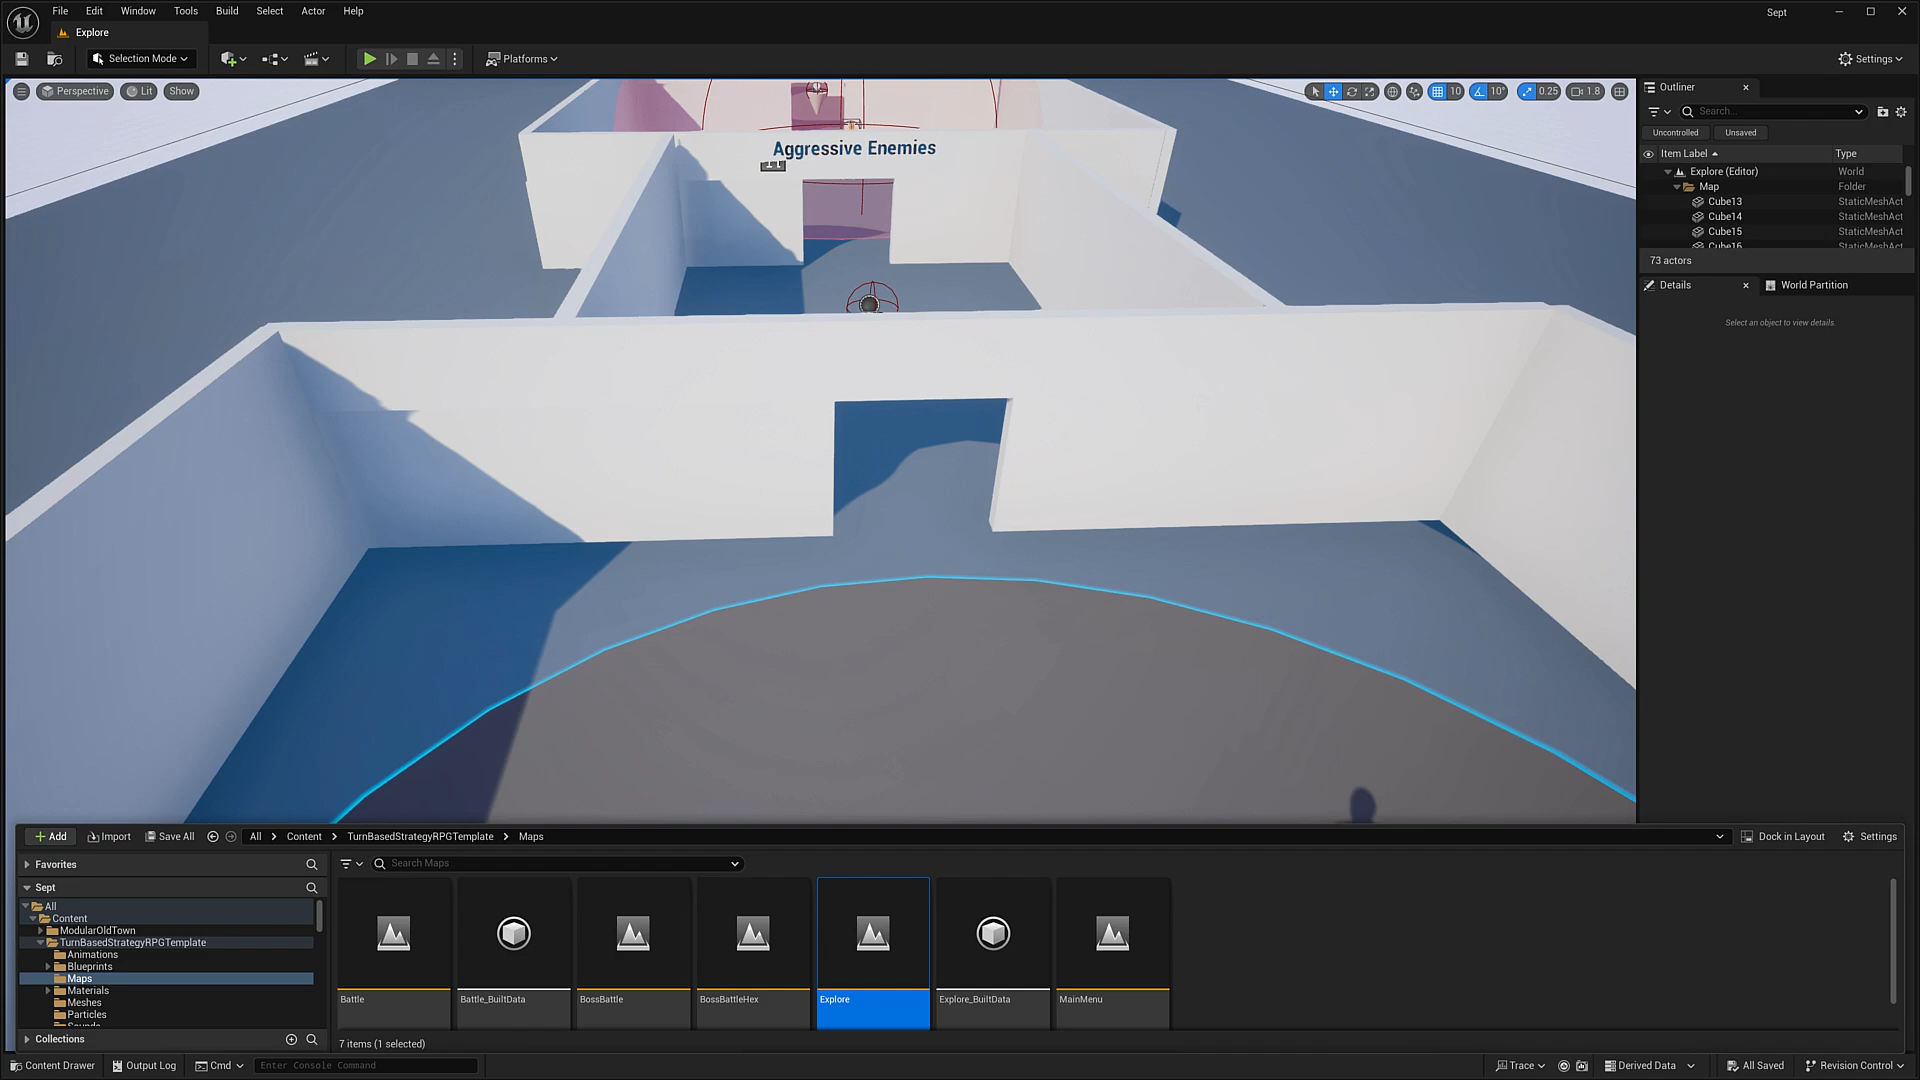 File Edit Window Tools Build Select Actor Help
Sept
Explore
Selection Mode
Platforms
Settings
Perspective Lit Show
10 10° 0.25 1.8
Aggressive Enemies
Outliner
Search...
Uncontrolled Unsaved
Item Label Type
Explore (Editor) World
Map Folder
Cube13 StaticMeshAct
Cube14 StaticMeshAct
Cube15 StaticMeshAct
Cube16 StaticMeshAct
73 actors
Details World Partition
Select an object to view details.
Add Import Save All All Content TurnBasedStrategyRPGTemplate Maps Dock in Layout Settings
Favorites
Sept
All
Content
ModularOldTown
TurnBasedStrategyRPGTemplate
Animations
Blueprints
Maps
Materials
Meshes
Particles
Sounds
Collections
Search Maps
Battle Battle_BuiltData BossBattle BossBattleHex Explore Explore_BuiltData MainMenu
7 items (1 selected)
Content Drawer Output Log Cmd Enter Console Command Trace Derived Data All Saved Revision Control